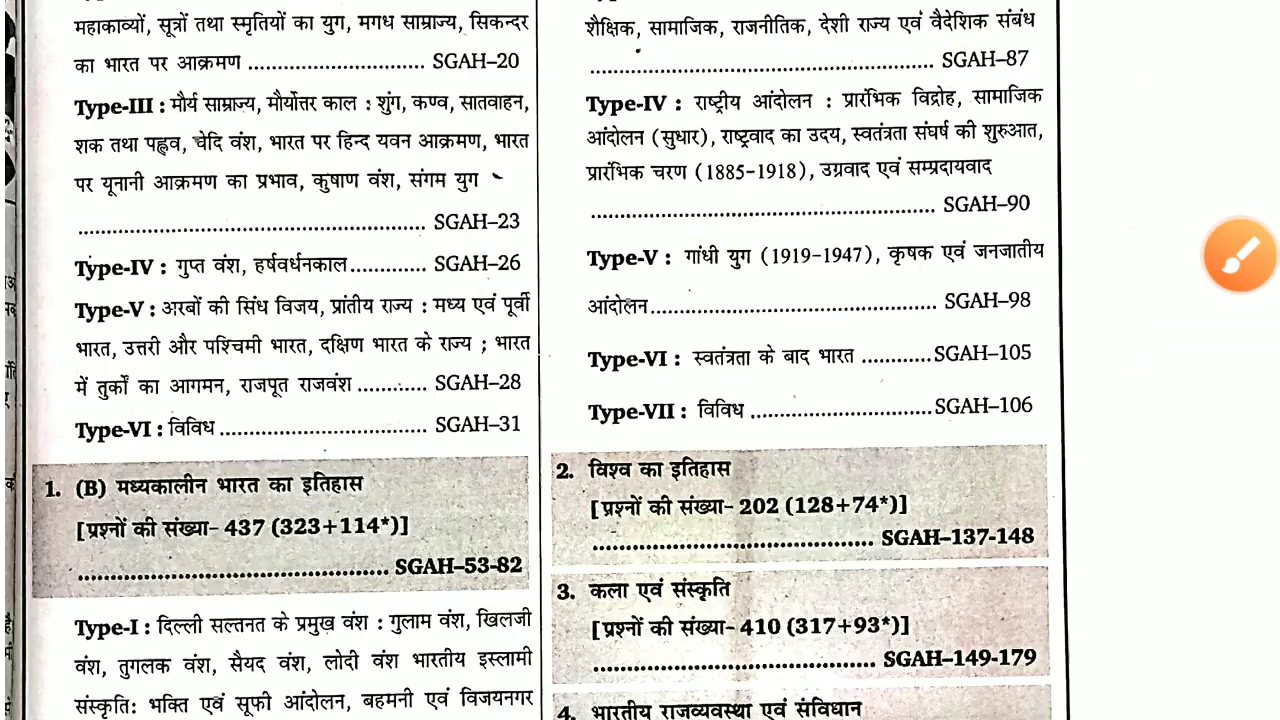 महाकाव्यों, सूत्रों तथा स्मृतियों का युग, मगध साम्राज्य, सिकन्दर
का भारत पर आक्रमण .............................. SGAH–20
Type-III : मौर्य साम्राज्य, मौर्योत्तर काल : शुंग, कण्व, सातवाहन,
शक तथा पह्लव, चेदि वंश, भारत पर हिन्द यवन आक्रमण, भारत
पर यूनानी आक्रमण का प्रभाव, कुषाण वंश, संगम युग
.......................................................... SGAH–23
Type-IV : गुप्त वंश, हर्षवर्धनकाल............. SGAH–26
Type-V : अरबों की सिंध विजय, प्रांतीय राज्य : मध्य एवं पूर्वी
भारत, उत्तरी और पश्चिमी भारत, दक्षिण भारत के राज्य ; भारत
में तुर्कों का आगमन, राजपूत राजवंश ............ SGAH–28
Type-VI : विविध ................................... SGAH–31
1. (B) मध्यकालीन भारत का इतिहास
[प्रश्नों की संख्या- 437 (323+114*)]
.......................................... SGAH–53-82
Type-I : दिल्ली सल्तनत के प्रमुख वंश : गुलाम वंश, खिलजी
वंश, तुगलक वंश, सैयद वंश, लोदी वंश भारतीय इस्लामी
संस्कृति: भक्ति एवं सूफी आंदोलन, बहमनी एवं विजयनगर
शैक्षिक, सामाजिक, राजनीतिक, देशी राज्य एवं वैदेशिक संबंध
.......................................................... SGAH–87
Type-IV : राष्ट्रीय आंदोलन : प्रारंभिक विद्रोह, सामाजिक
आंदोलन (सुधार), राष्ट्रवाद का उदय, स्वतंत्रता संघर्ष की शुरुआत,
प्रारंभिक चरण (1885-1918), उग्रवाद एवं सम्प्रदायवाद
.......................................................... SGAH–90
Type-V : गांधी युग (1919-1947), कृषक एवं जनजातीय
आंदोलन................................................ SGAH–98
Type-VI : स्वतंत्रता के बाद भारत ............SGAH–105
Type-VII : विविध ...............................SGAH–106
2. विश्व का इतिहास
[प्रश्नों की संख्या- 202 (128+74*)]
...................................... SGAH–137-148
3. कला एवं संस्कृति
[प्रश्नों की संख्या- 410 (317+93*)]
...................................... SGAH–149-179
4. भारतीय राजव्यवस्था एवं संविधान